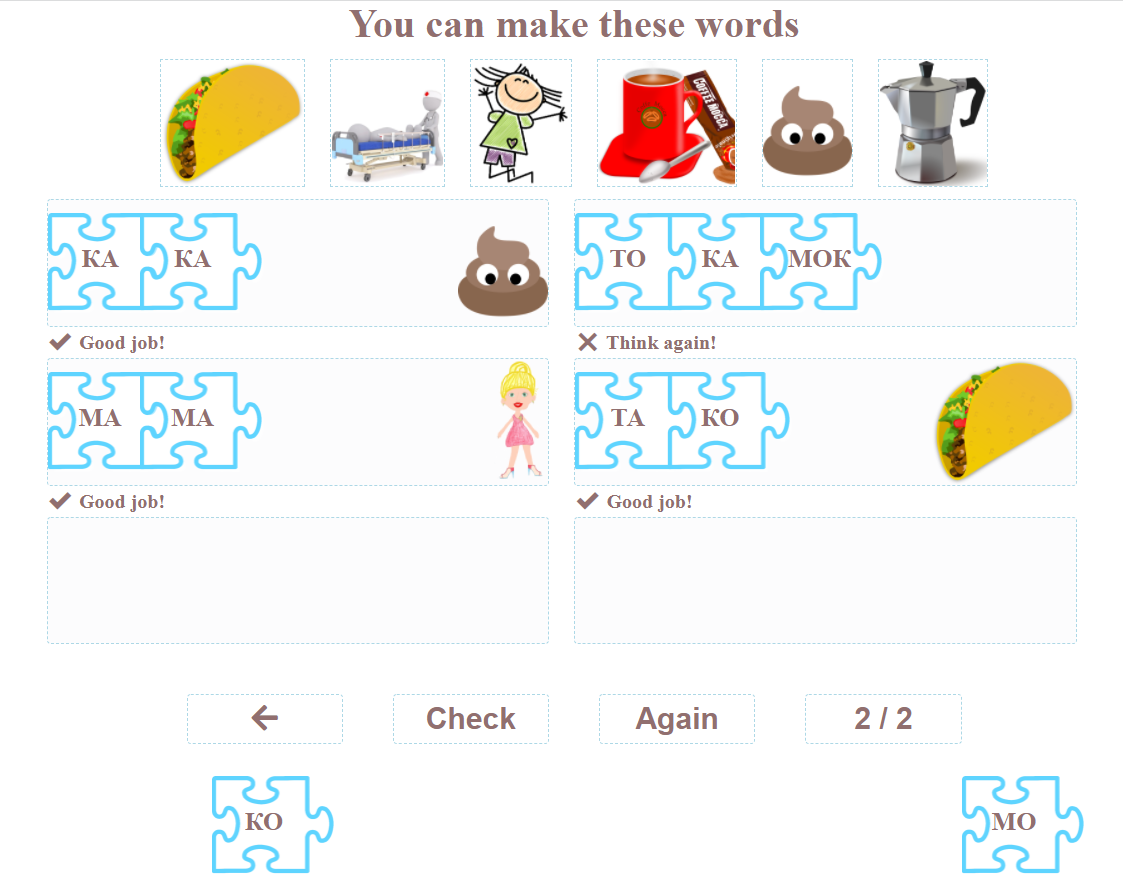 You can make these words
COFFEE MOCCA
КА КА
ТО КА МОК
Good job!
Think again!
МА МА
ТА КО
Good job!
Good job!
Check
Again
2 / 2
КО
МО